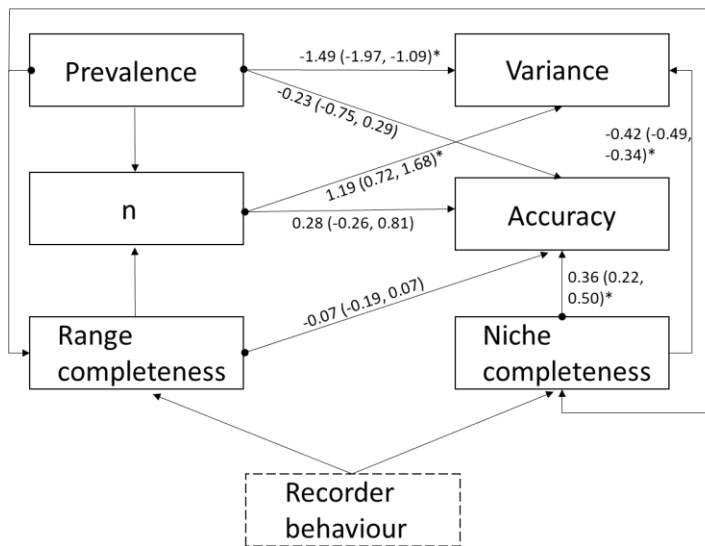 Prevalence
-1.49 (-1.97, -1.09)*
Variance
-0.23 (-0.75, 0.29)
-0.42 (-0.49,
-0.34)*
1.19 (0.72, 1.68)*
n
0.28 (-0.26, 0.81)
Accuracy
-0.07 (-0.19, 0.07)
0.36 (0.22,
0.50)*
Range
completeness
Niche
completeness
Recorder
behaviour